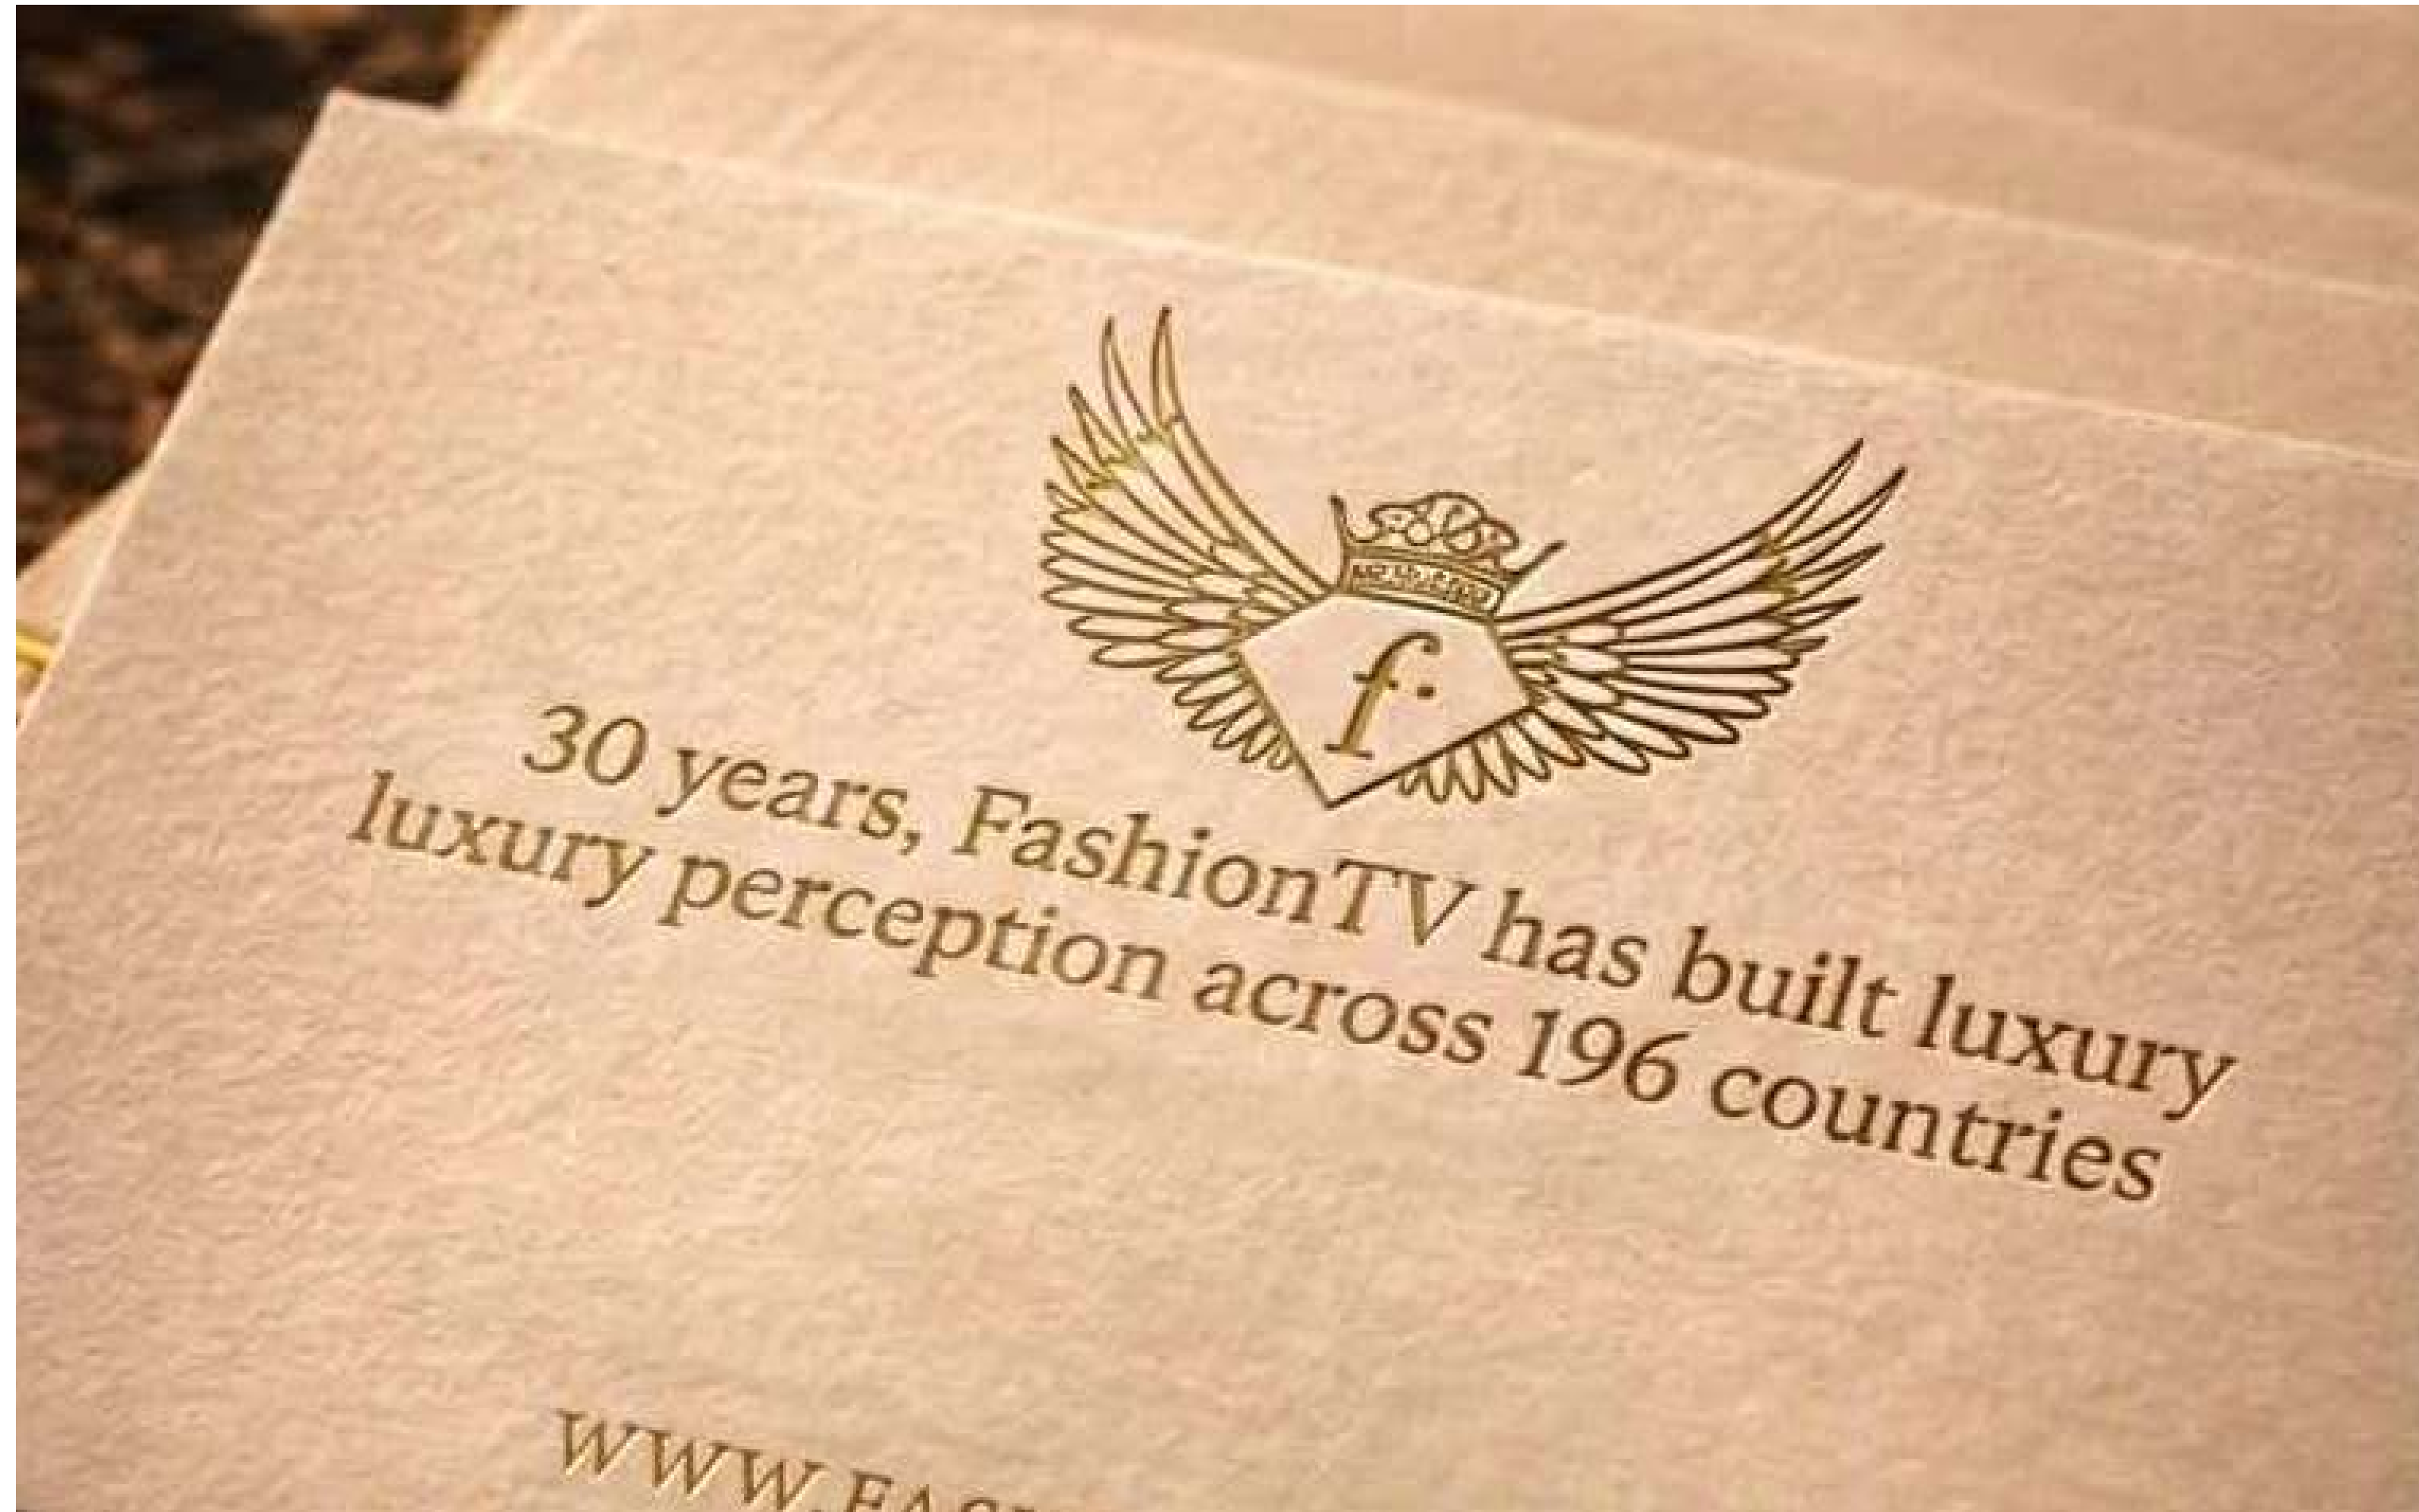 f
30 years, FashionTV has built luxury
luxury perception across 196 countries